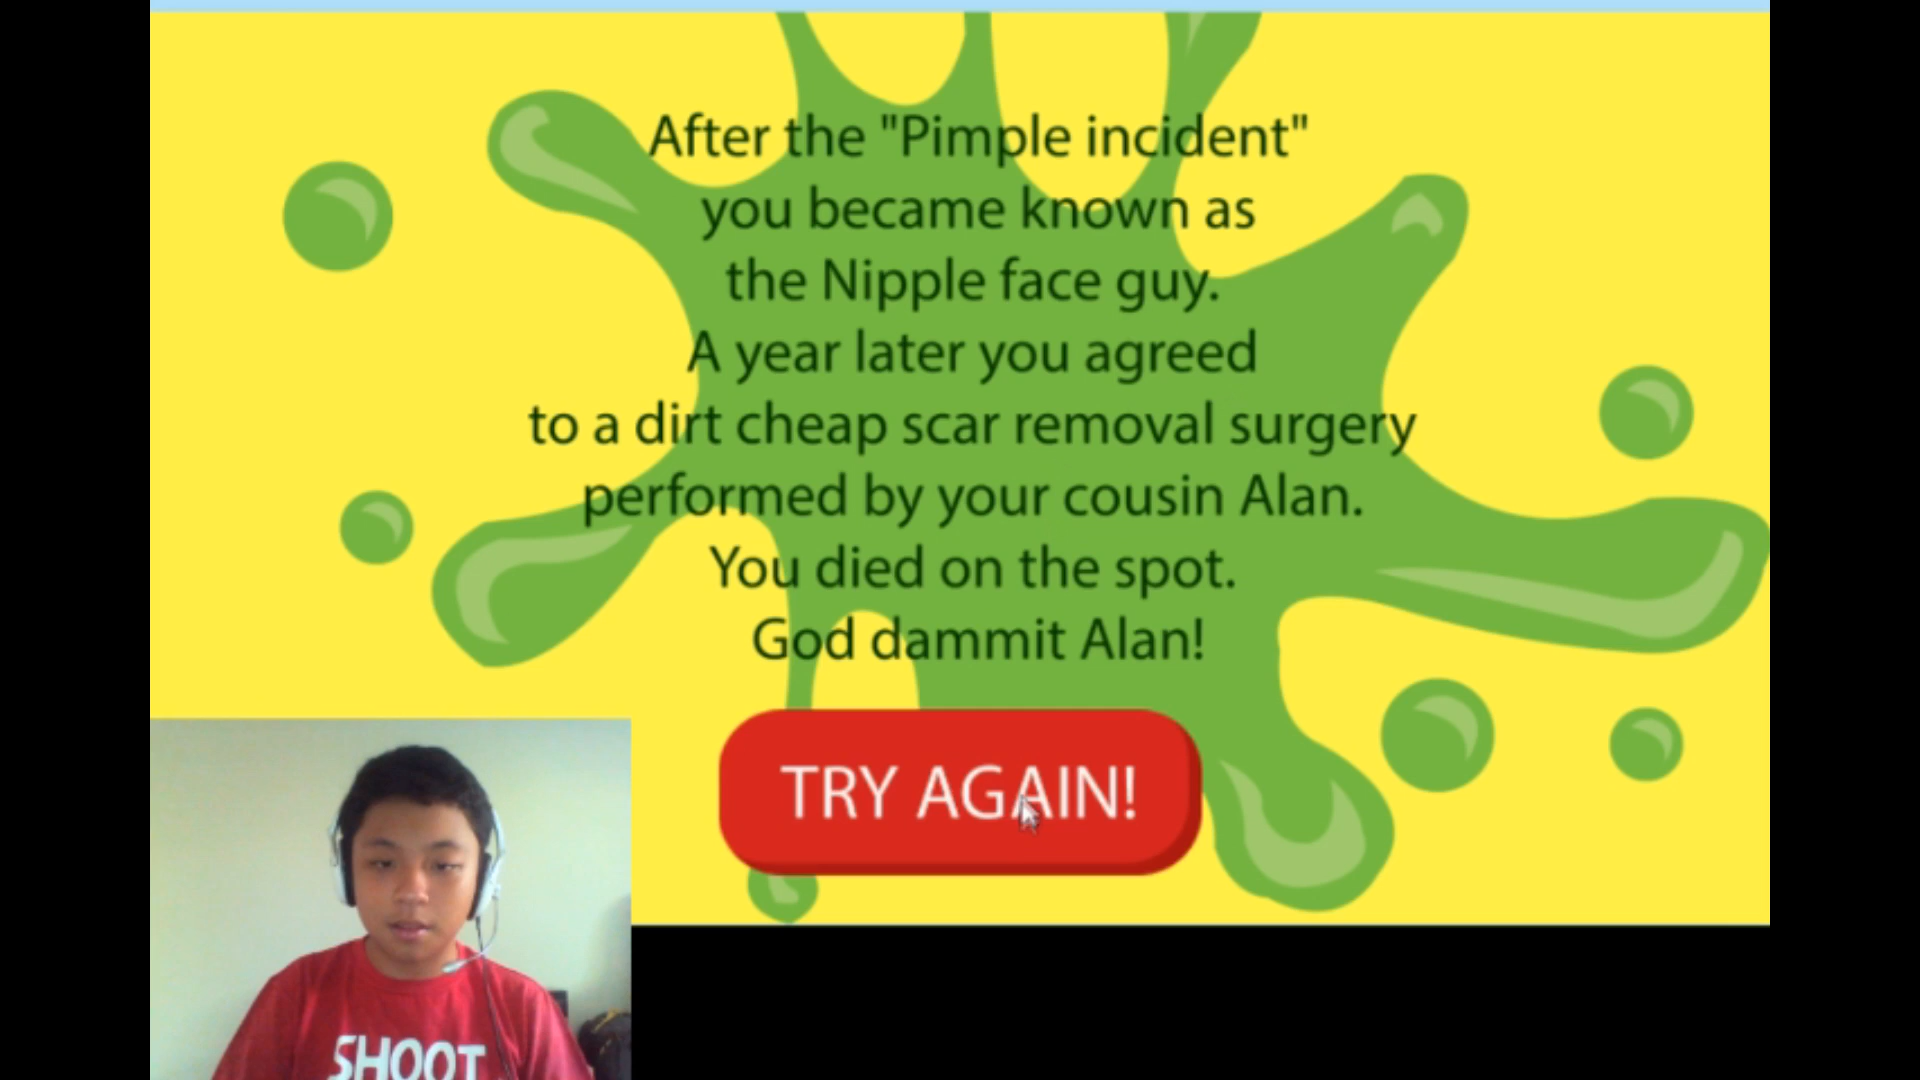 After the "Pimple incident"
you became known as
the Nipple face guy.
A year later you agreed
to a dirt cheap scar removal surgery
performed by your cousin Alan.
You died on the spot.
God dammit Alan!
TRY AGAIN!
SHOOT